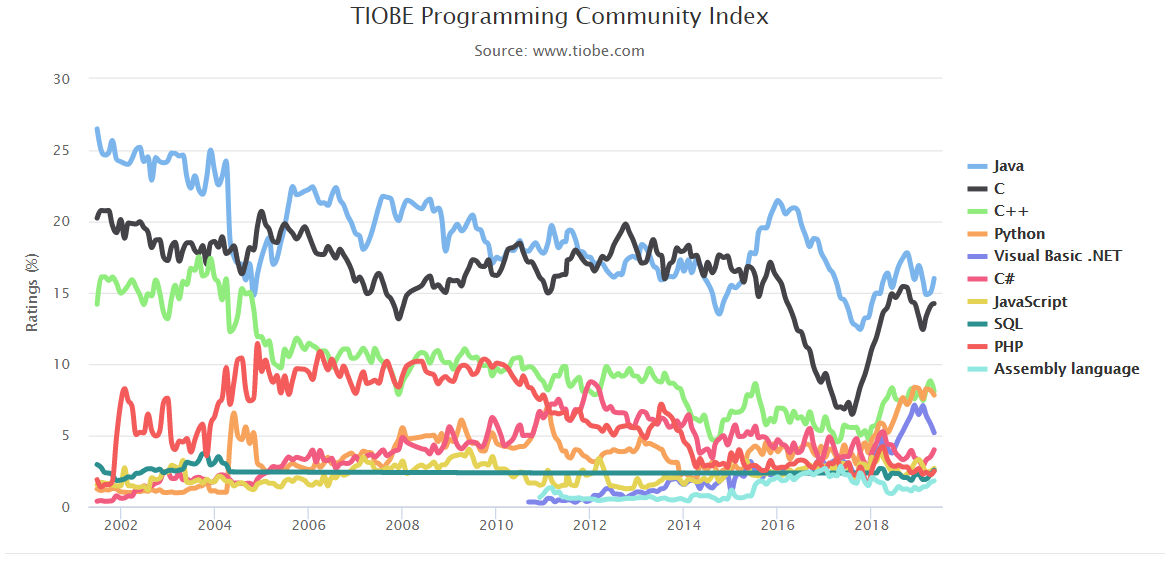 TIOBE Programming Community Index
Source: www.tiobe.com
Ratings (%)
30
25
20
15
10
5
0
2002 2004 2006 2008 2010 2012 2014 2016 2018
Java
C
C++
Python
Visual Basic .NET
C#
JavaScript
SQL
PHP
Assembly language